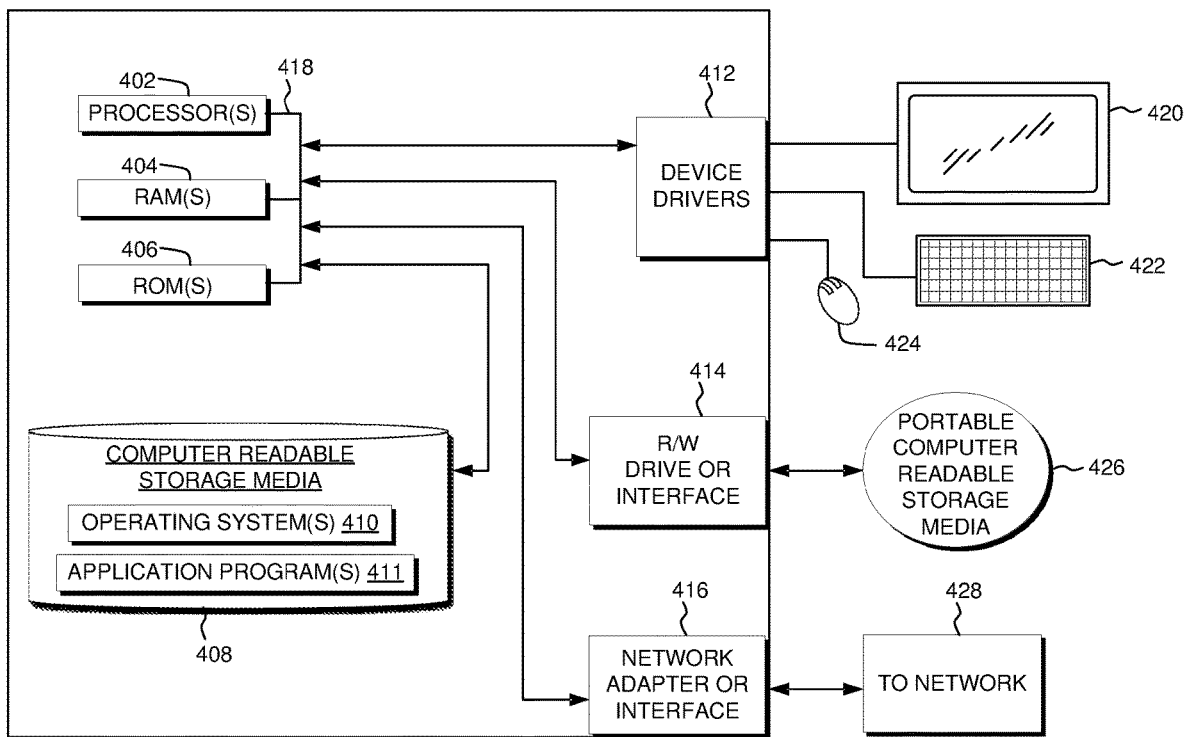 402
418
PROCESSOR(S)
404
RAM(S)
406
ROM(S)
412
DEVICE
DRIVERS
420
422
424
414
R/W
DRIVE OR
INTERFACE
PORTABLE
COMPUTER
READABLE
STORAGE
MEDIA
426
COMPUTER READABLE
STORAGE MEDIA
OPERATING SYSTEM(S) 410
APPLICATION PROGRAM(S) 411
408
416
NETWORK
ADAPTER OR
INTERFACE
428
TO NETWORK